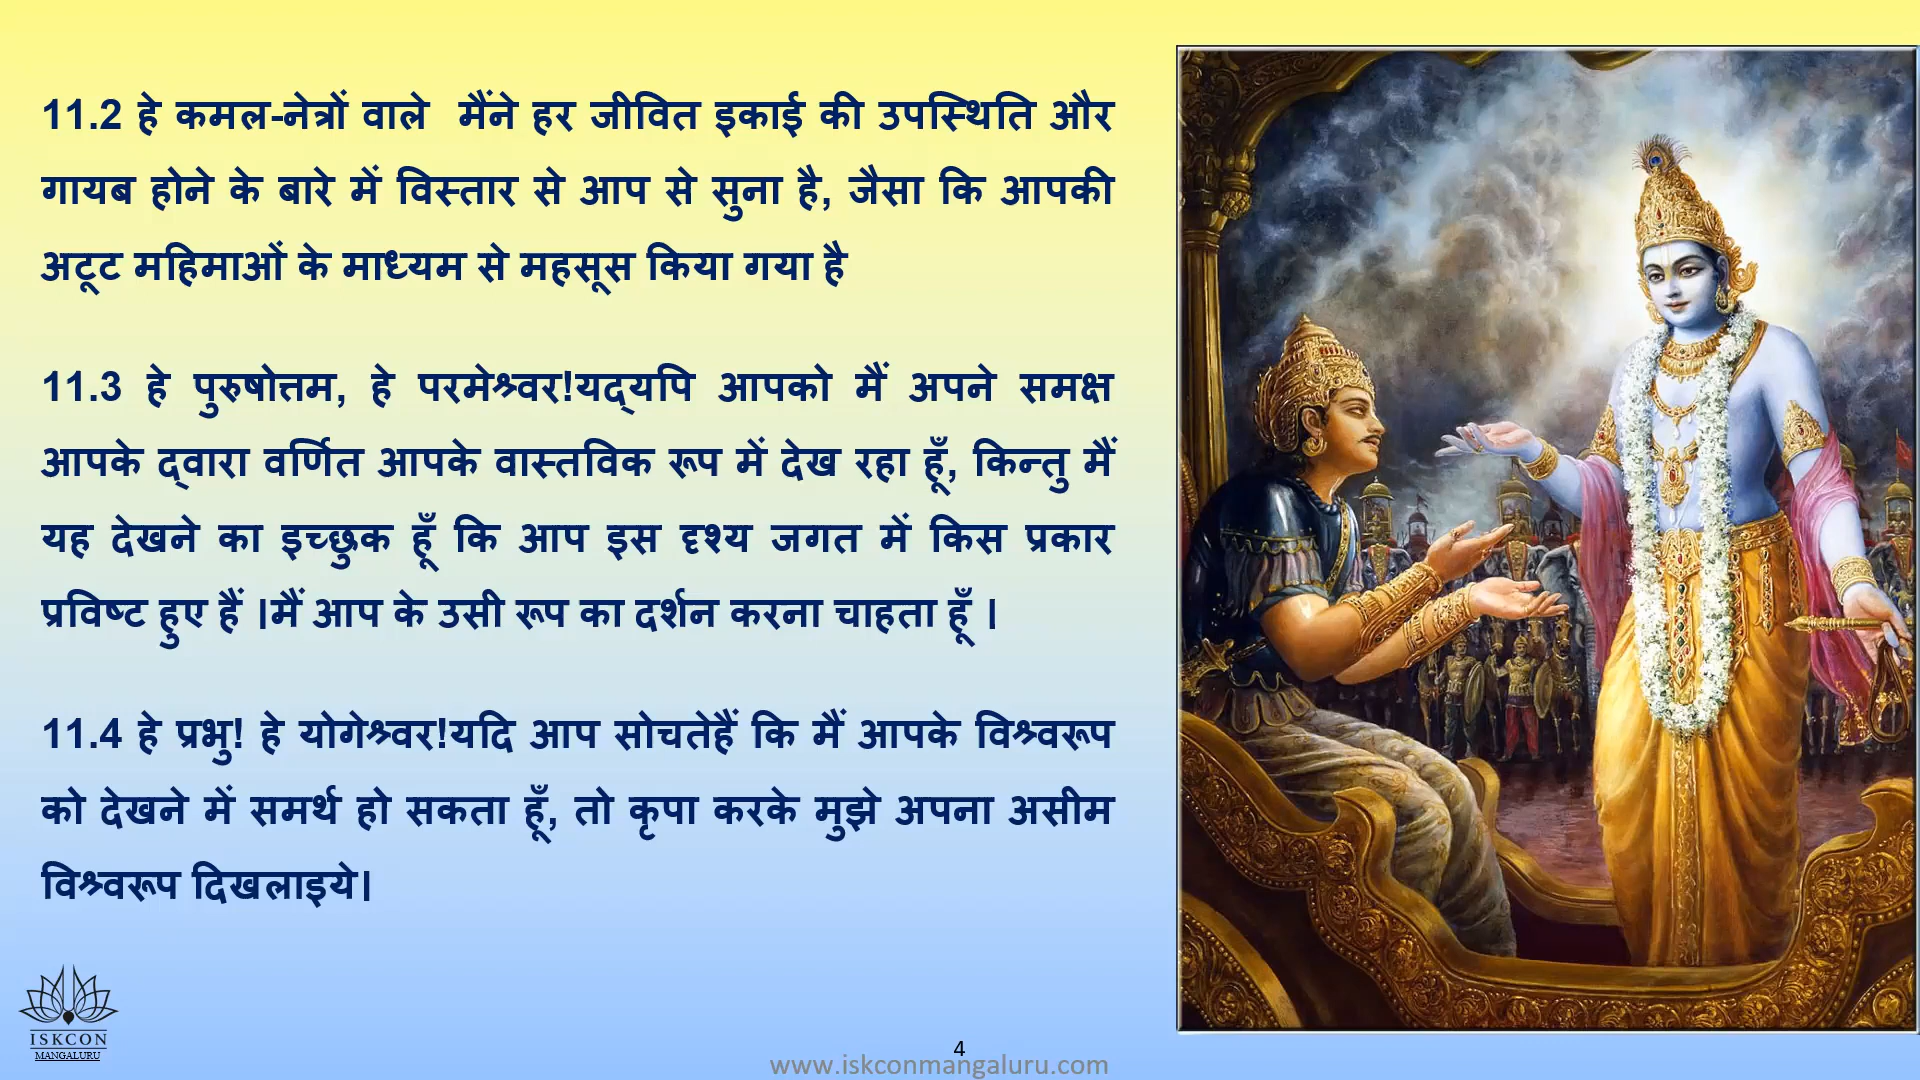 11.2 हे कमल-नेत्रों वाले मैंने हर जीवित इकाई की उपस्थिति और
गायब होने के बारे में विस्तार से आप से सुना है, जैसा कि आपकी
अटूट महिमाओं के माध्यम से महसूस किया गया है
11.3 हे पुरुषोत्तम, हे परमेश्र्वर!यद्यपि आपको मैं अपने समक्ष
आपके द्वारा वर्णित आपके वास्तविक रूप में देख रहा हूँ, किन्तु मैं
यह देखने का इच्छुक हूँ कि आप इस दृश्य जगत में किस प्रकार
प्रविष्ट हुए हैं ।मैं आप के उसी रूप का दर्शन करना चाहता हूँ ।
11.4 हे प्रभु! हे योगेश्र्वर!यदि आप सोचतेहैं कि मैं आपके विश्र्वरूप
को देखने में समर्थ हो सकता हूँ, तो कृपा करके मुझे अपना असीम
विश्र्वरूप दिखलाइये।
ISKCON
MANGALURU
4
www.iskconmangaluru.com